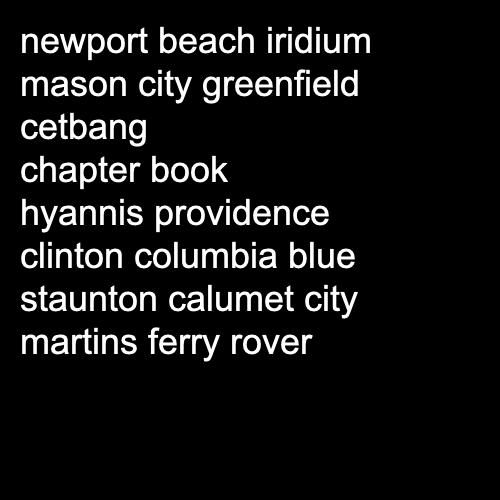 newport beach iridium
mason city greenfield
cetbang
chapter book
hyannis providence
clinton columbia blue
staunton calumet city
martins ferry rover